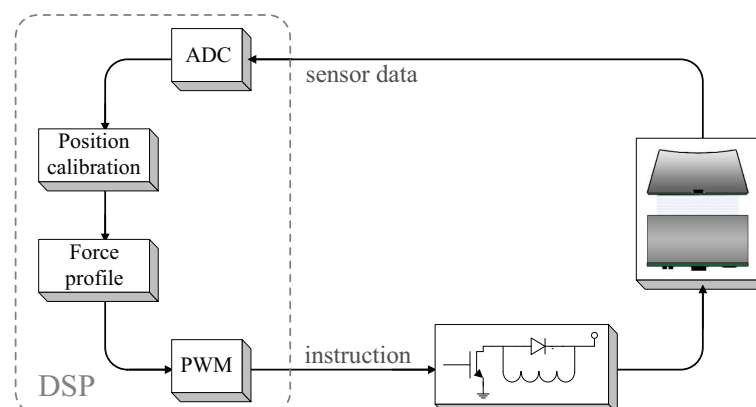 ADC
sensor data
Position
calibration
Force
profile
PWM
instruction
DSP